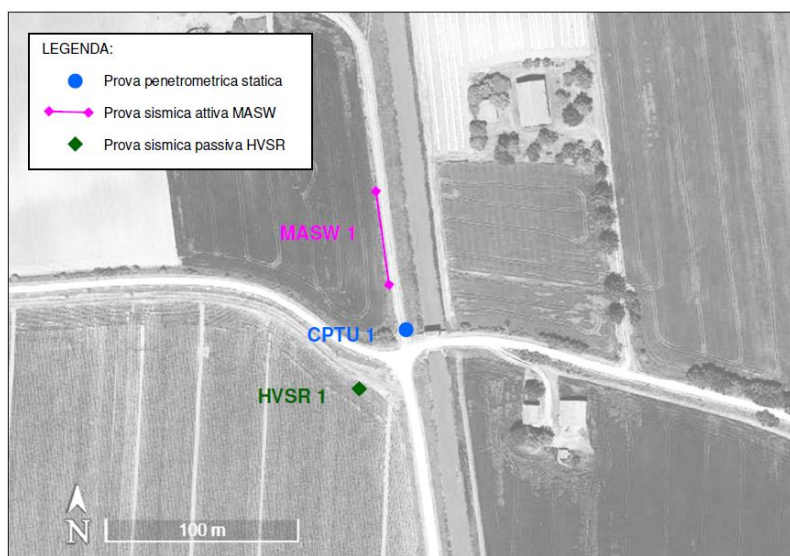 LEGENDA:
Prova penetrometrica statica
Prova sismica attiva MASW
Prova sismica passiva HVSR
MASW 1
CPTU 1
HVSR 1
N
100 m